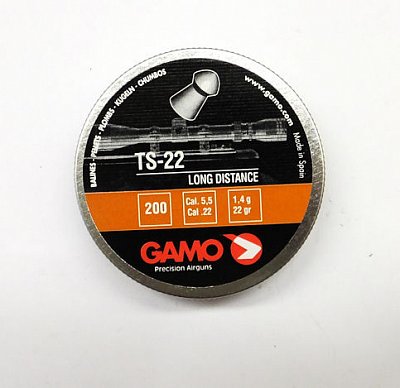 BALINES - PELLETS - PLOMBS - KUGELN - CHUMBOS
www.gamo.com
Made in Spain
TS-22
LONG DISTANCE
200
Cal. 5,5
Cal .22
1,4 g
22 gr
GAMO
Precision Airguns